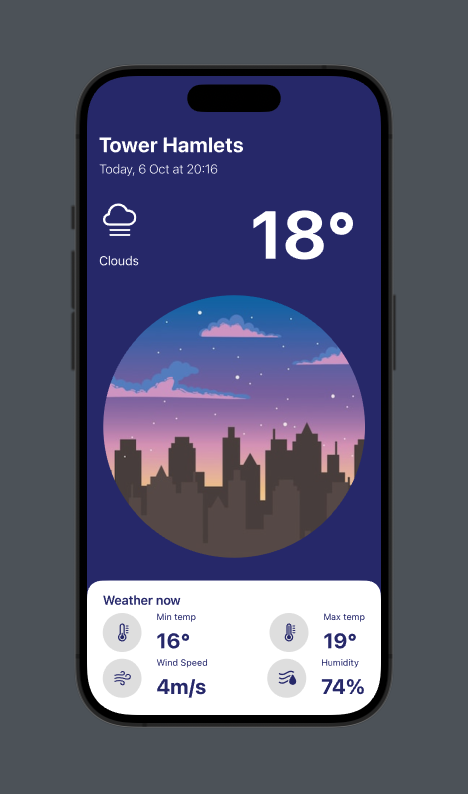 Tower Hamlets
Today, 6 Oct at 20:16
18°
Clouds
Weather now
Min temp
16°
Max temp
19°
Wind Speed
4m/s
Humidity
74%